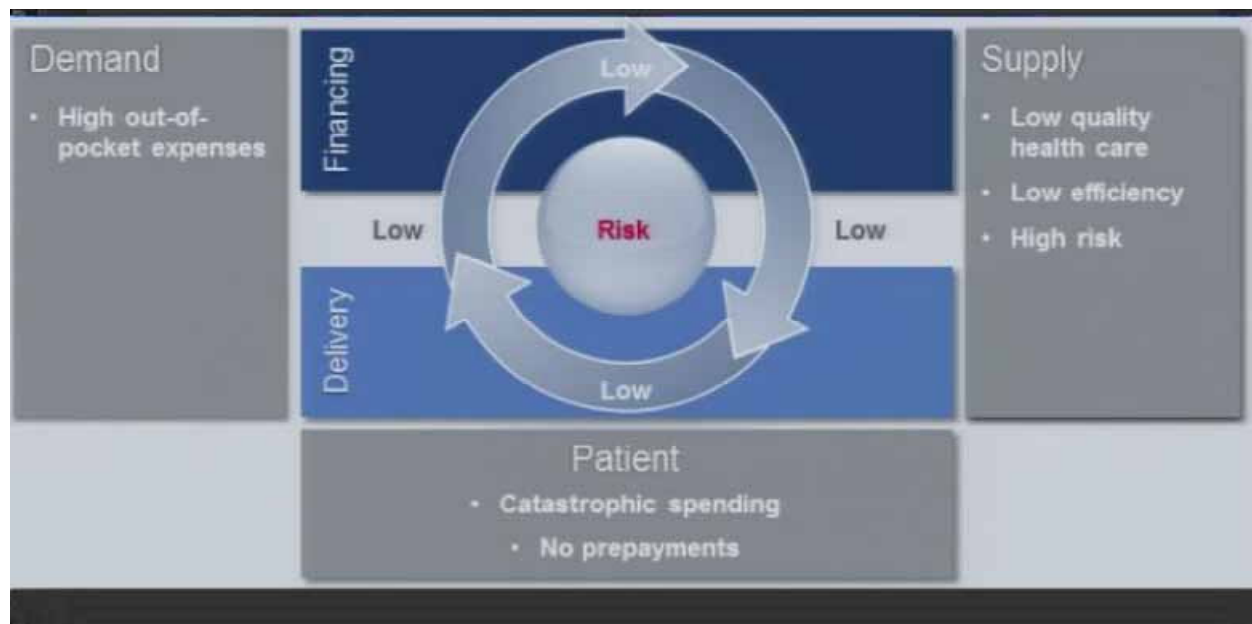 Demand
• High out-of-
pocket expenses
Financing
Low
Low
Risk
Low
Delivery
Low
Supply
• Low quality
health care
• Low efficiency
• High risk
Patient
• Catastrophic spending
• No prepayments